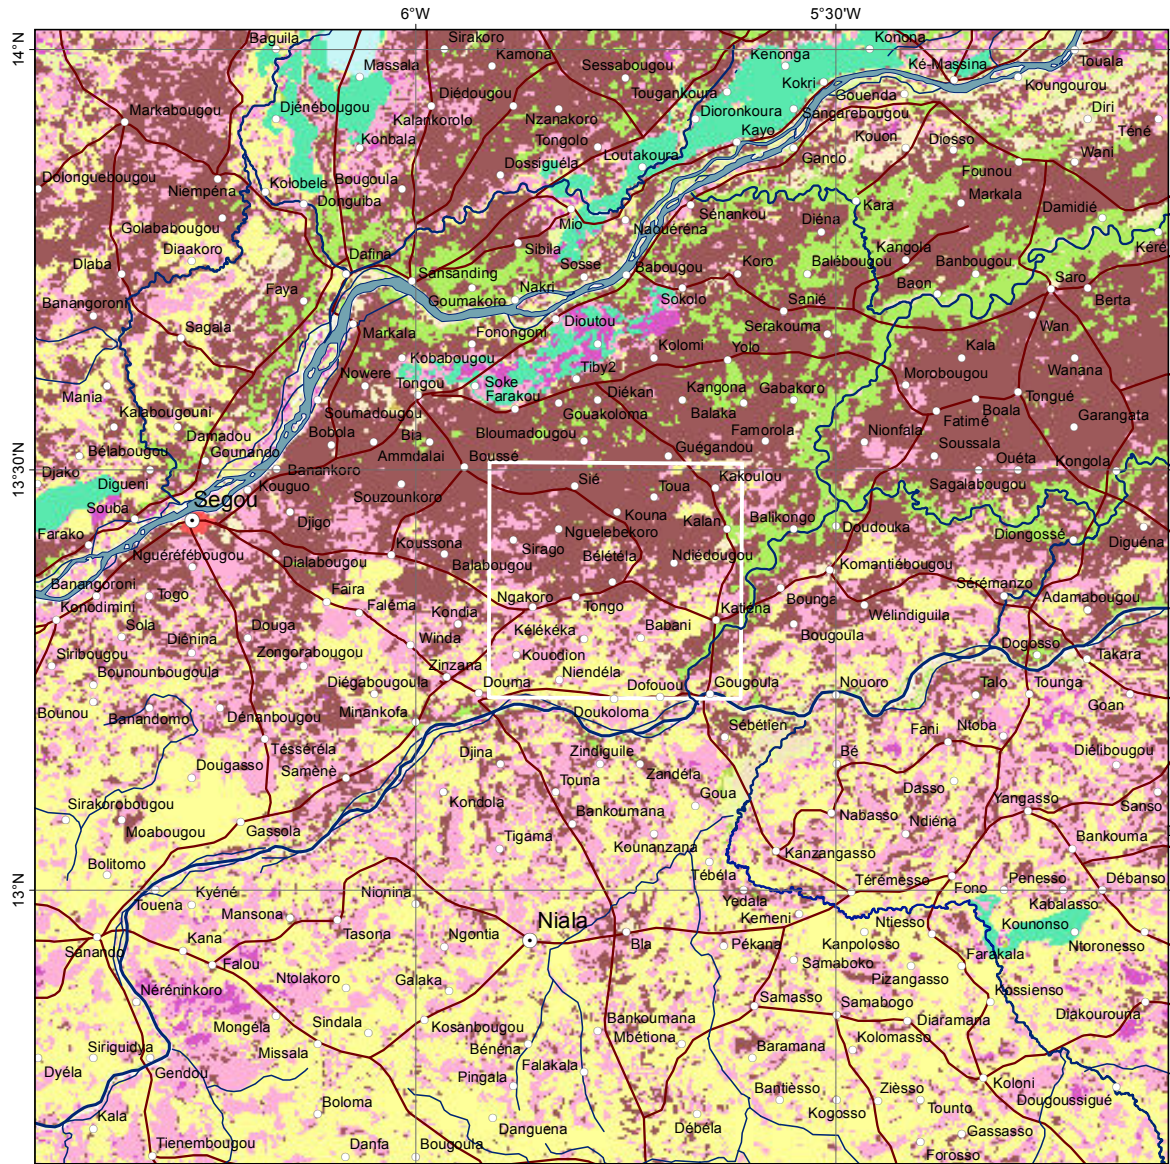 6°W 5°30'W
14°N
Baguila Sirakoro Konona
Kamona Kenonga Ké-Massina Touala
Massala Sessabougou
Diédougou Tougankoura Kokri Koungourou
Markabougou Djénébougou Gouenda
Kalankorolo Nzanakoro Dioronkoura Sangarebougou Diri
Konbala Tongolo Kayo Kouon Diosso Téné
Dossiguéla Loutakoura Gando Wani
Dolonguebougou Niempéna Kolobele Bougoula Founou
Donguiba Markala
Golababougou Mio Sénankou Diéna Kara Damidié
Diaakoro Sibila Naouéréna
Dafina Kangola Kéré
Dlaba Sansanding Sosse Babougou Koro Balébougou Banbougou
Faya Nakri Baon Saro
Banangoroni Goumakoro Sokolo Sanié Berta
Sagala Markala Fonongoni Dioutou Serakouma Wan
Kobabougou Kolomi Yolo Kala
Nowere Tongou Soke Tiby2 Morobougou Wanana
Mania Farakou Diékan Kangona Gabakoro
Kalabougouni Soumadougou Gouakoloma Balaka Fatimé Boala Tongué Garangata
Damadou Bobola Bla Bloumadougou Famorola Nionfala
Bélabougou Gounando Ammdalai Boussé Guégandou Soussala
Djako Banankoro Kakoulou Ouéta Kongola
13°30'N
Digueni Kouguo Souzounkoro Sié Toua Sagalabougou
Souba Segou Kouna Kalan Balikongo
Farako Djigo Nguelebekoro Doudouka Diongossé
Nguéréfébougou Koussona Sirago Diguéna
Dialabougou Balabougou Bélétéla Ndiédougou Komantiébougou
Banangoroni Faira Ngakoro Sérémanzo
Konodimini Togo Faléma Kondia Tongo Katiena Bounga Adamabougou
Sola Diénina Douga Kélékéka Babani Wélindiguila
Winda Bougoula Dogosso
Siribougou Zongorabougou Zinzana Kouodion Takara
Bounounbougoula Diégabougoula Douma Niendéla Dofouou Gougoula Nouoro Talo Tounga
Bounou Banandomo Dénanbougou Minankofa Doukoloma Goan
Sébétien Fani Ntoba
Tésséréla Djina Zindiguile Bé Diélibougou
Dougasso Samènè Touna Zandéla
Sirakorobougou Kondola Goua Dasso Yangasso Sanso
Moabougou Gassola Bankoumana Nabasso Ndiéna
Tigama Kounanzana Bankouma
Bolitomo Kanzangasso
Kyéné Nionina Tébéla Térémesso Fono Penesso Débanso
13°N
Touena Mansona Yedala Kabalasso
Niala Kemeni Ntiesso Kounonso
Kana Tasona Ngontia Bla Pékana Kanpolosso Ntoronesso
Sanando Falou Samaboko Farakala
Ntolakoro Galaka Pizangasso
Néréninkoro Samasso Samabogo Kossienso
Mongéla Sindala Kosanbougou Bankoumana Diaramana Diakourouna
Siriguidya Missala Bénéna Mbétiona Kolomasso
Baramana
Dyéla Gendou Pingala Falakala Koloni
Bantièsso Zièsso Dougoussigué
Kala Boloma Kogosso Tounto
Danguena Débéla Gassasso
Tienembougou Danfa Bougoula Forosso